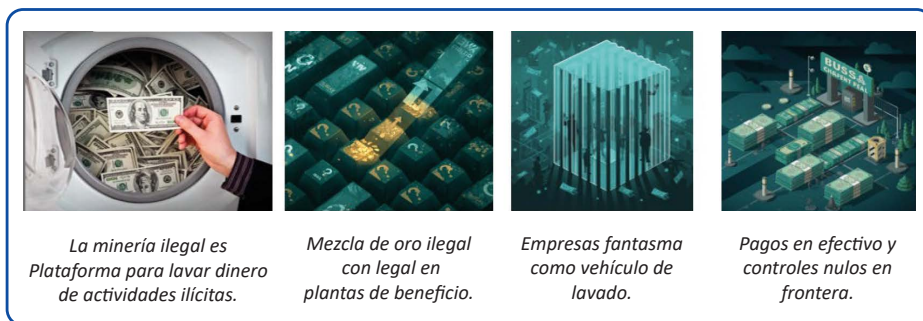 BUSSA
La minería ilegal es
Plataforma para lavar dinero
de actividades ilícitas.
Mezcla de oro ilegal
con legal en
plantas de beneficio.
Empresas fantasma
como vehículo de
lavado.
Pagos en efectivo y
controles nulos en
frontera.